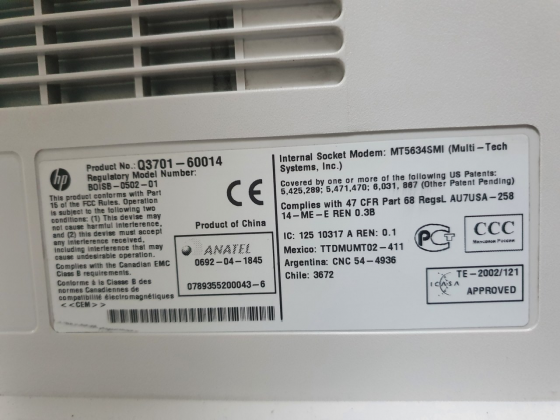 hp
Product No.: Q3701-60014
Regulatory Model Number:
BOISB-0502-01
This product complies with Part
15 of the FCC Rules. Operation
is subject to the following two
conditions: (1) This device may
not cause harmful interference,
and (2) this device must accept
any interference received,
including interference that may
cause undesirable operation.
Complies with the Canadian EMC
Class B requirements.
Conforme à la Classe B des
normes Canadiennes de
compatibilité électromagnétiques
<<CEM>>
CE
Product of China
ANATEL
0692-04-1845
0789355200043-6
Internal Socket Modem: MT5634SMI (Multi-Tech
Systems, Inc.)
Covered by one or more of the following US Patents:
5,425,289; 5,471,470; 6,031, 867 (Other Patent Pending)
Complies with 47 CFR Part 68 RegsL AU7USA-258
14-ME-E REN 0.3B
IC: 125 10317 A REN: 0.1
Mexico: TTDMUMT02-411
Argentina: CNC 54-4936
Chile: 3672
CCC
ICASA
TE-2002/121
APPROVED